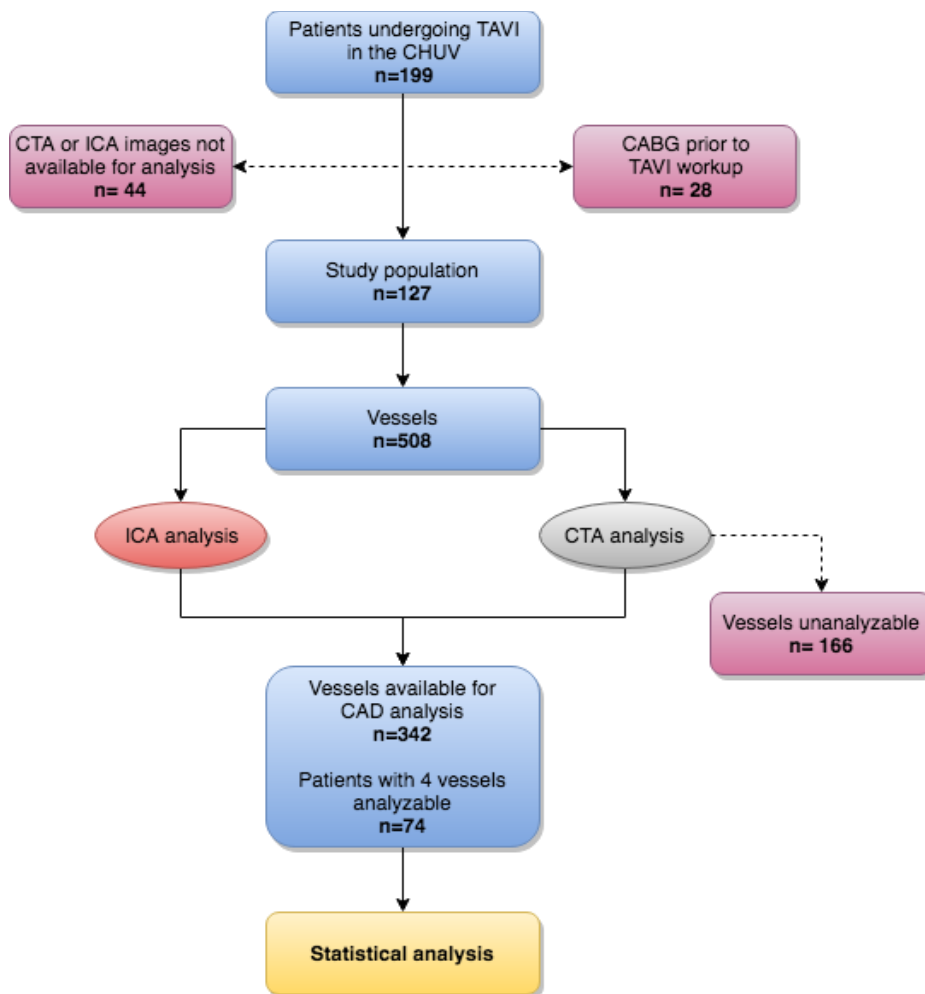 Patients undergoing TAVI
in the CHUV
n=199
CTA or ICA images not
available for analysis
n= 44
CABG prior to
TAVI workup
n= 28
Study population
n=127
Vessels
n=508
ICA analysis
CTA analysis
Vessels unanalyzable
n= 166
Vessels available for
CAD analysis
n=342
Patients with 4 vessels
analyzable
n=74
Statistical analysis